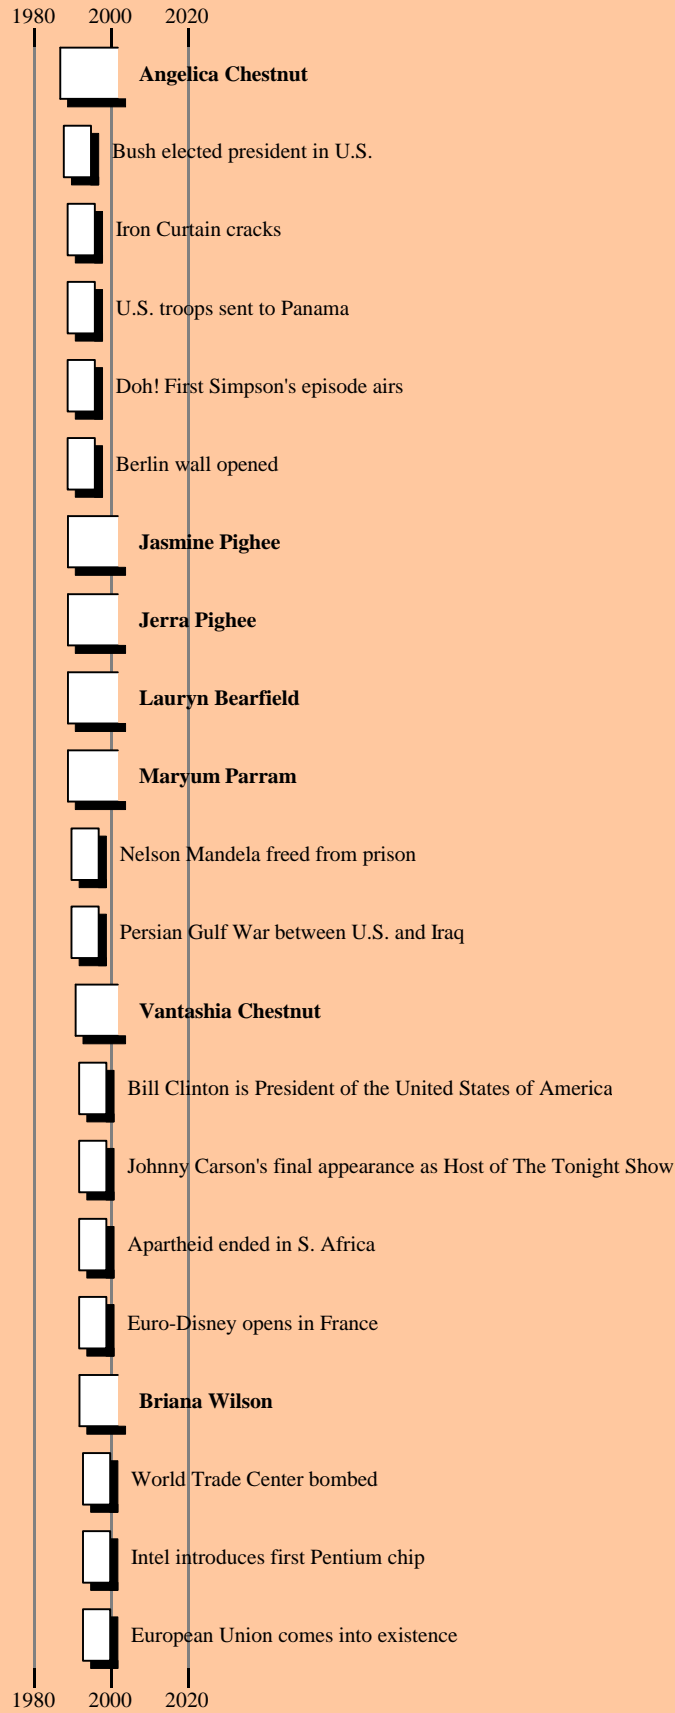 1980 2000 2020
Angelica Chestnut
Bush elected president in U.S.
Iron Curtain cracks
U.S. troops sent to Panama
Doh! First Simpson's episode airs
Berlin wall opened
Jasmine Pighee
Jerra Pighee
Lauryn Bearfield
Maryum Parram
Nelson Mandela freed from prison
Persian Gulf War between U.S. and Iraq
Vantashia Chestnut
Bill Clinton is President of the United States of America
Johnny Carson's final appearance as Host of The Tonight Show
Apartheid ended in S. Africa
Euro-Disney opens in France
Briana Wilson
World Trade Center bombed
Intel introduces first Pentium chip
European Union comes into existence
1980 2000 2020